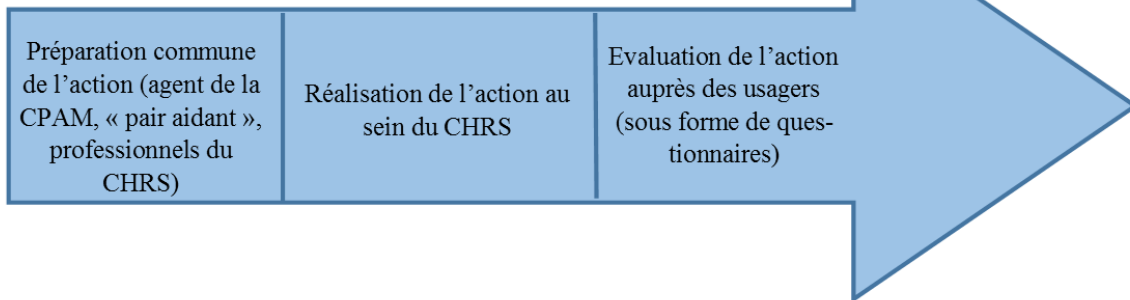 Préparation commune
de l’action (agent de la
CPAM, « pair aidant »,
professionnels du
CHRS)
Réalisation de l’action au
sein du CHRS
Evaluation de l’action
auprès des usagers
(sous forme de ques-
tionnaires)